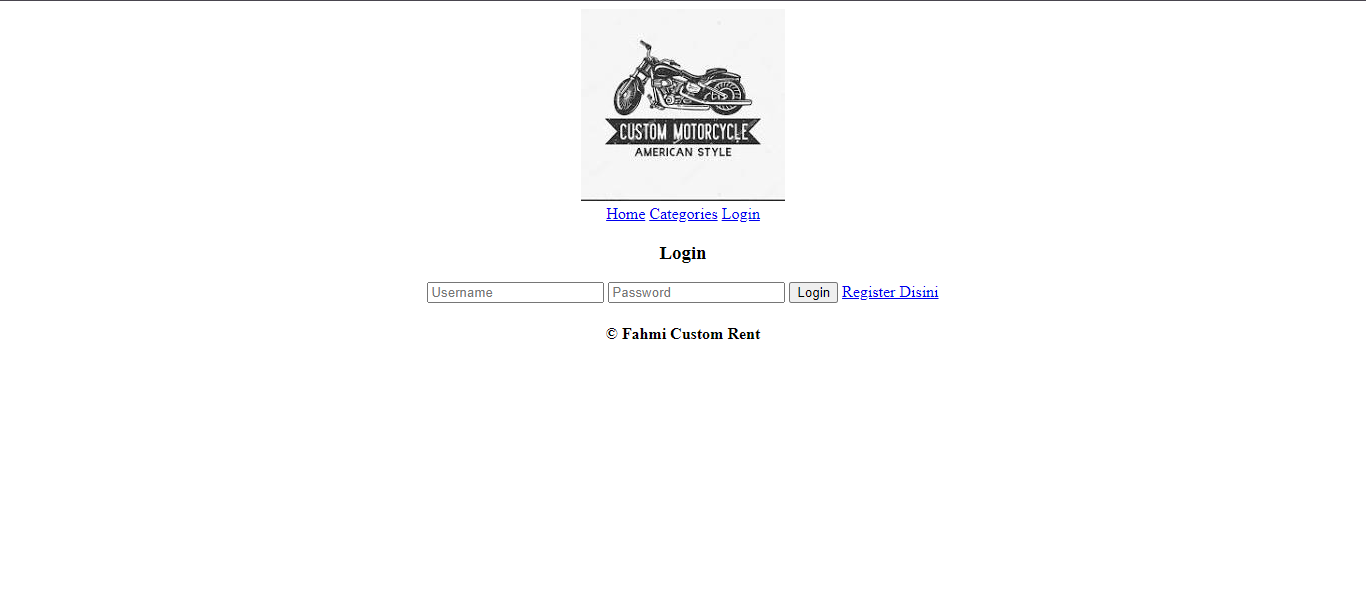 CUSTOM MOTORCYCLE
AMERICAN STYLE
Home Categories Login
Login
Username Password Login Register Disini
© Fahmi Custom Rent